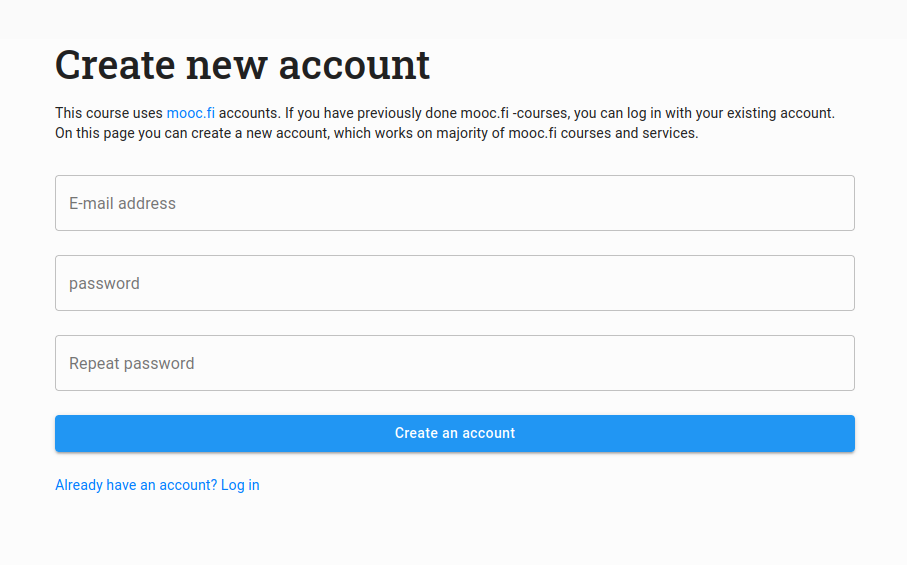 Create new account
This course uses mooc.fi accounts. If you have previously done mooc.fi -courses, you can log in with your existing account.
On this page you can create a new account, which works on majority of mooc.fi courses and services.
E-mail address
password
Repeat password
Create an account
Already have an account? Log in